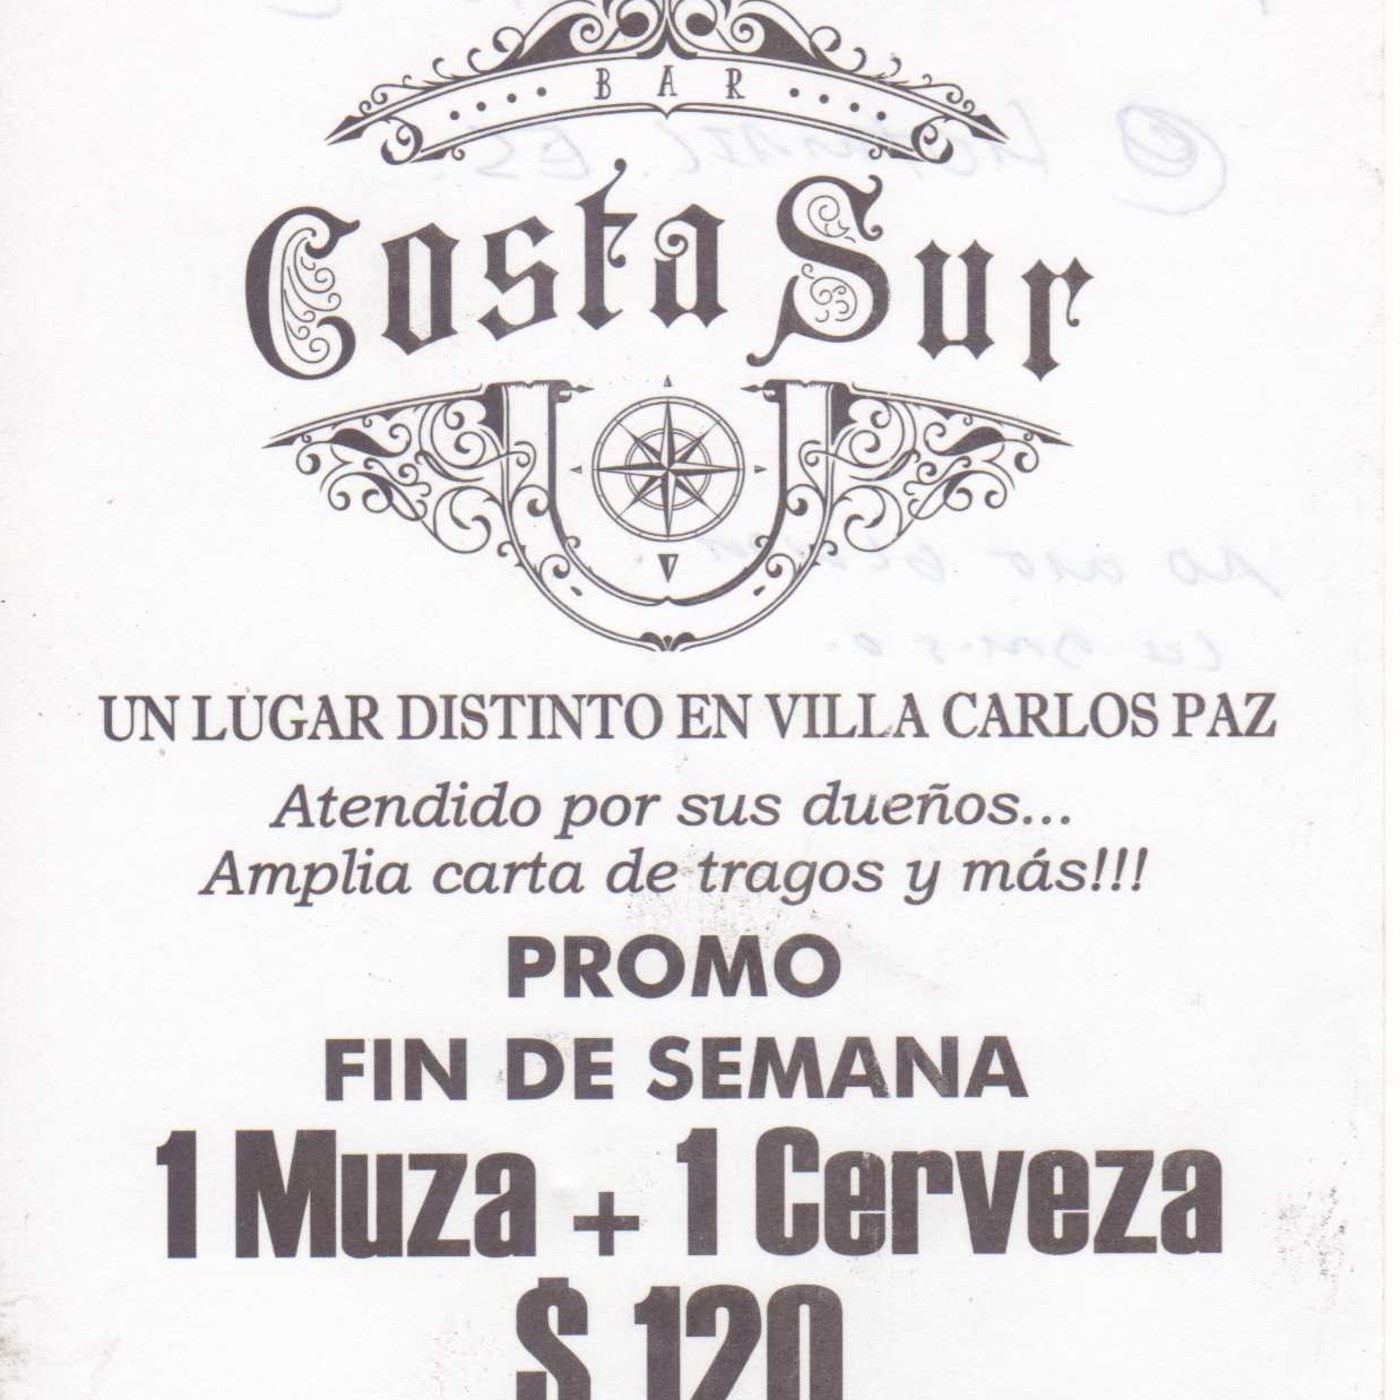 BAR
Costa Sur
UN LUGAR DISTINTO EN VILLA CARLOS PAZ
Atendido por sus dueños...
Amplia carta de tragos y más!!!
PROMO
FIN DE SEMANA
1 Muza + 1 Cerveza
$ 120